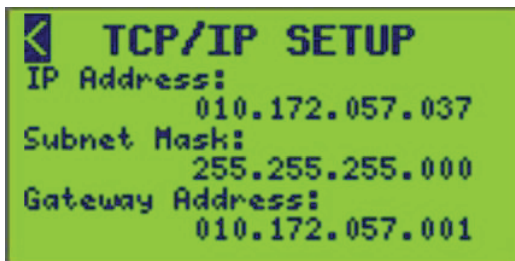 < TCP/IP SETUP
IP Address:
010.172.057.037
Subnet Mask:
255.255.255.000
Gateway Address:
010.172.057.001